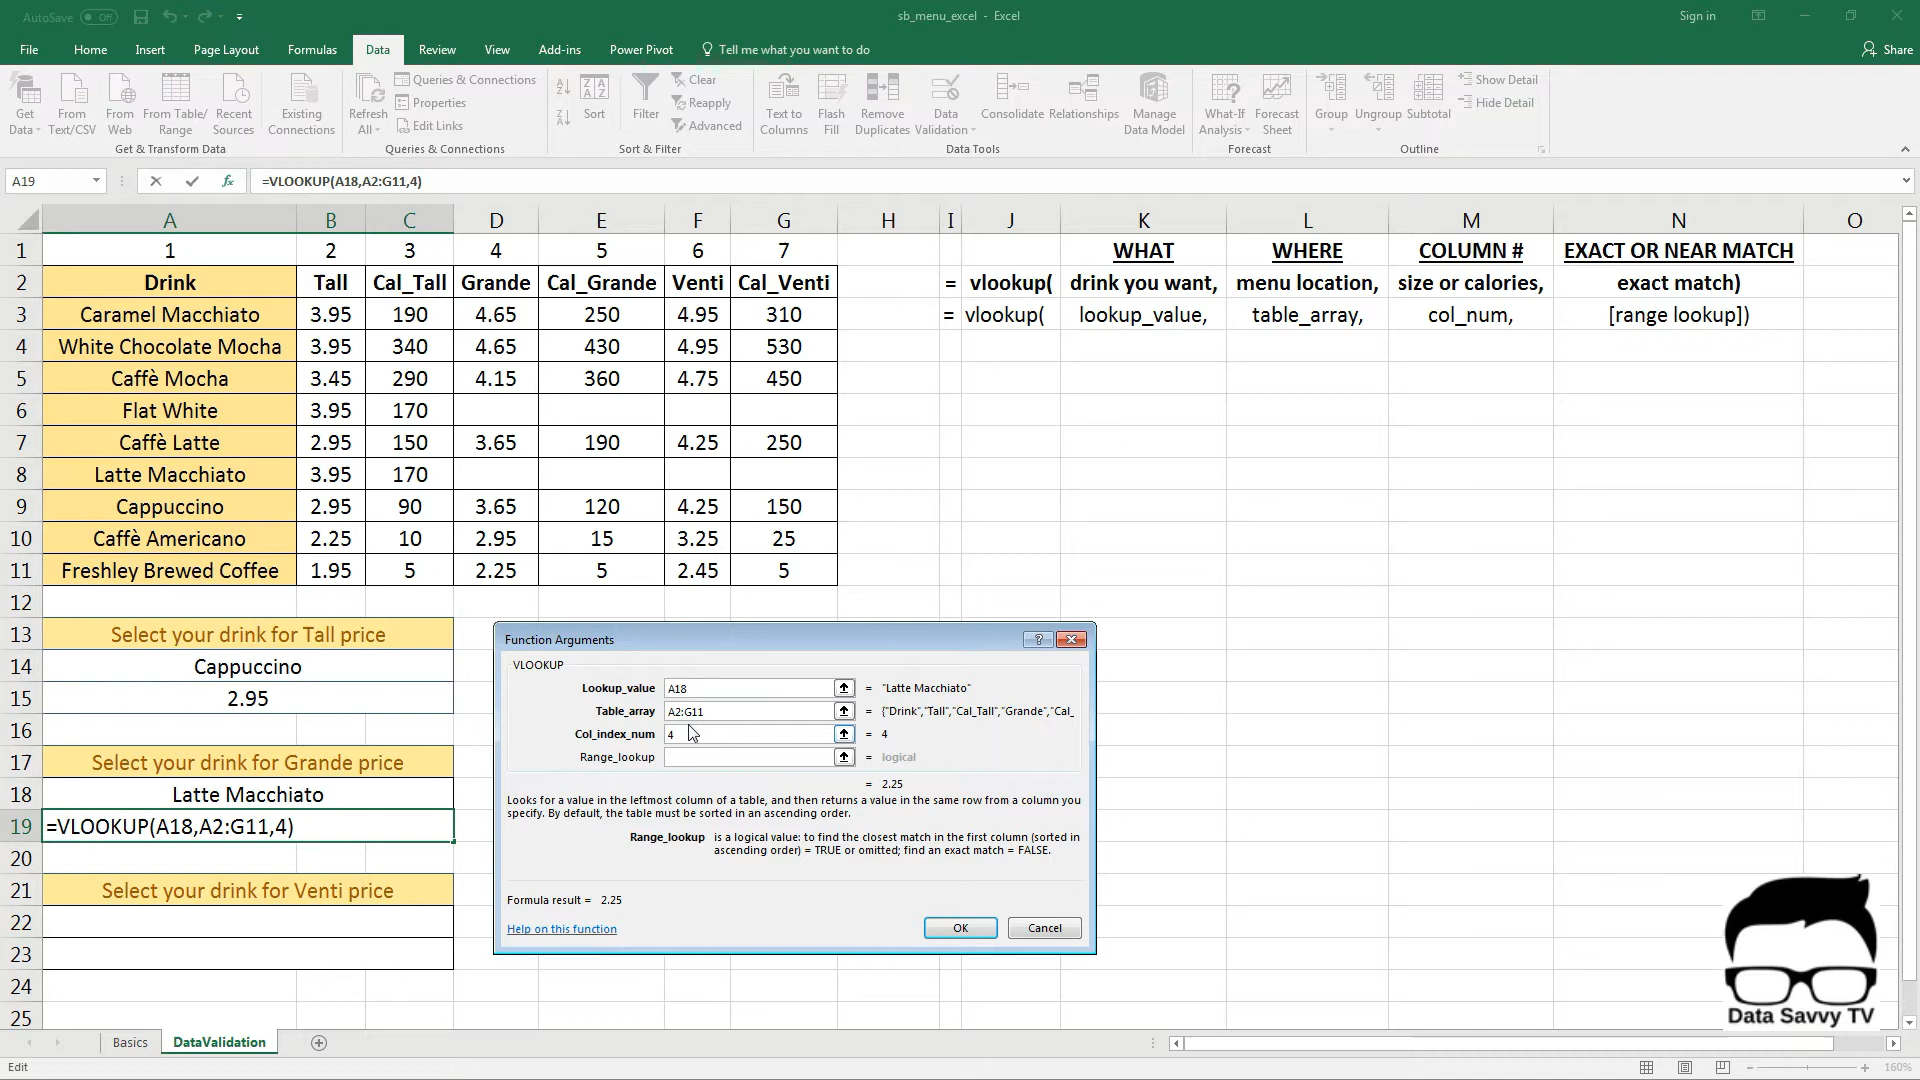 AutoSave Off
sb_menu_excel - Excel
Sign in
File Home Insert Page Layout Formulas Data Review View Add-ins Power Pivot Tell me what you want to do Share
Get Data
From Text/CSV
From Web
From Table/ Range
Recent Sources
Existing Connections
Get & Transform Data
Refresh All
Queries & Connections
Properties
Edit Links
Queries & Connections
Sort
Filter
Clear
Reapply
Advanced
Sort & Filter
Text to Columns
Flash Fill
Remove Duplicates
Data Validation
Consolidate
Relationships
Manage Data Model
Data Tools
What-If Analysis
Forecast Sheet
Forecast
Group
Ungroup
Subtotal
Show Detail
Hide Detail
Outline
A19 fx =VLOOKUP(A18,A2:G11,4)
A B C D E F G H I J K L M N O
1 1 2 3 4 5 6 7 WHAT WHERE COLUMN # EXACT OR NEAR MATCH
2 Drink Tall Cal_Tall Grande Cal_Grande Venti Cal_Venti = vlookup( drink you want, menu location, size or calories, exact match)
3 Caramel Macchiato 3.95 190 4.65 250 4.95 310 = vlookup( lookup_value, table_array, col_num, [range lookup])
4 White Chocolate Mocha 3.95 340 4.65 430 4.95 530
5 Caffè Mocha 3.45 290 4.15 360 4.75 450
6 Flat White 3.95 170
7 Caffè Latte 2.95 150 3.65 190 4.25 250
8 Latte Macchiato 3.95 170
9 Cappuccino 2.95 90 3.65 120 4.25 150
10 Caffè Americano 2.25 10 2.95 15 3.25 25
11 Freshley Brewed Coffee 1.95 5 2.25 5 2.45 5
12
13 Select your drink for Tall price
14 Cappuccino
15 2.95
16
17 Select your drink for Grande price
18 Latte Macchiato
19 =VLOOKUP(A18,A2:G11,4)
20
21 Select your drink for Venti price
22
23
24
25
Function Arguments ?
VLOOKUP
Lookup_value A18 = "Latte Macchiato"
Table_array A2:G11 = {"Drink","Tall","Cal_Tall","Grande","Cal_
Col_index_num 4 = 4
Range_lookup = logical
= 2.25
Looks for a value in the leftmost column of a table, and then returns a value in the same row from a column you
specify. By default, the table must be sorted in an ascending order.
Range_lookup is a logical value: to find the closest match in the first column (sorted in
ascending order) = TRUE or omitted; find an exact match = FALSE.
Formula result = 2.25
Help on this function
OK Cancel
Data Savvy TV
Basics DataValidation
Edit
160%